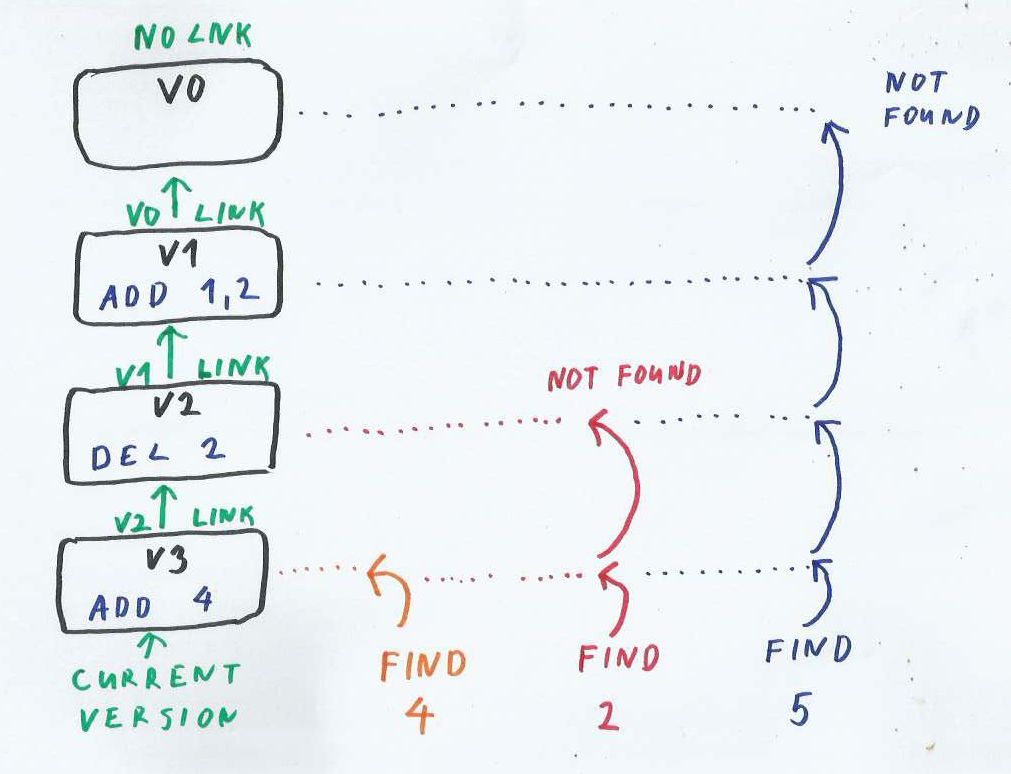 NO LNK
V0
NOT
FOUND
V0 LINK
V1
ADD 1,2
V1 LINK
NOT FOUND
V2
DEL 2
V2 LINK
V3
ADD 4
CURRENT
VERSION
FIND
4
FIND
2
FIND
5